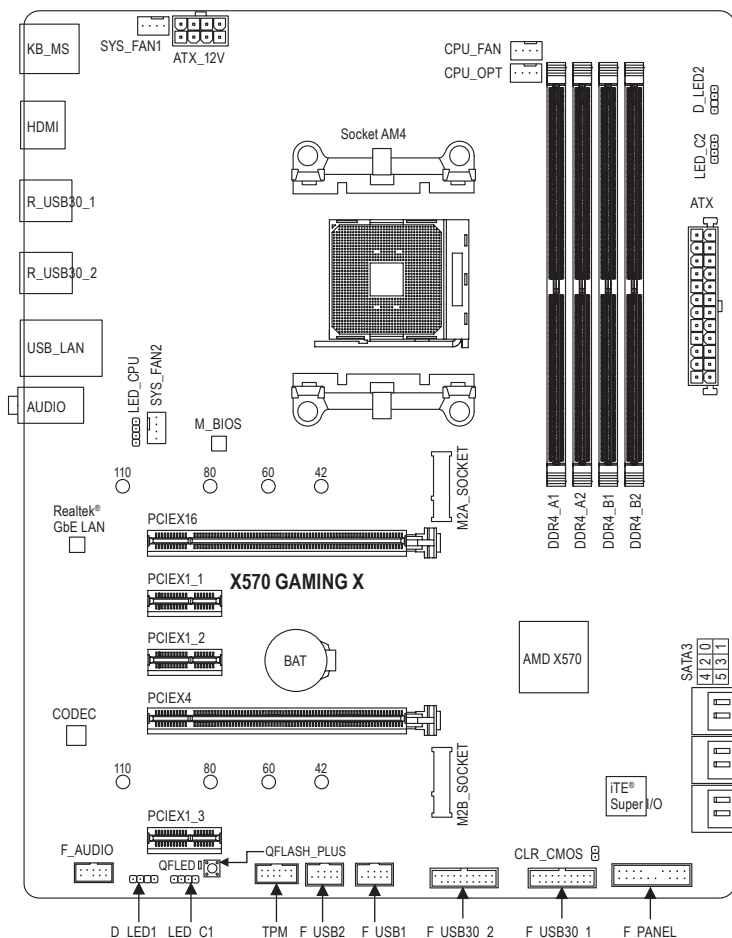 KB_MS
SYS_FAN1
ATX_12V
CPU_FAN
CPU_OPT
D_LED2
LED_C2
HDMI
Socket AM4
R_USB30_1
ATX
R_USB30_2
USB_LAN
AUDIO
LED_CPU
SYS_FAN2
M_BIOS
110 80 60 42
M2A_SOCKET
DDR4_A1
DDR4_A2
DDR4_B1
DDR4_B2
Realtek®
GbE LAN
PCIEX16
PCIEX1_1
X570 GAMING X
PCIEX1_2
BAT
AMD X570
SATA3
4 2 0
5 3 1
PCIEX4
CODEC
110 80 60 42
M2B_SOCKET
iTE®
Super I/O
PCIEX1_3
F_AUDIO
QFLED
QFLASH_PLUS
CLR_CMOS
D_LED1
LED_C1
TPM
F_USB2
F_USB1
F_USB30_2
F_USB30_1
F_PANEL